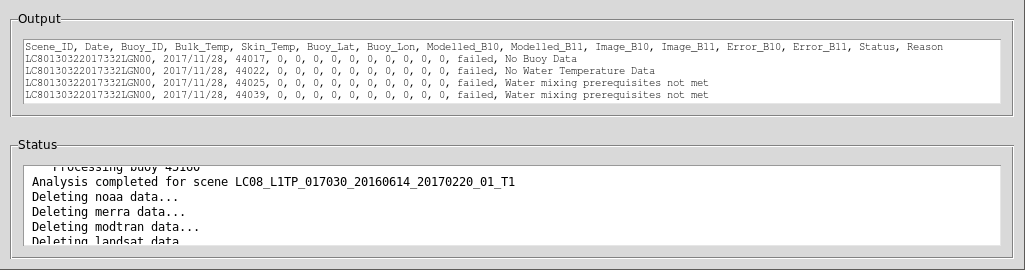 Output
Scene_ID, Date, Buoy_ID, Bulk_Temp, Skin_Temp, Buoy_Lat, Buoy_Lon, Modelled_B10, Modelled_B11, Image_B10, Image_B11, Error_B10, Error_B11, Status, Reason
LC80130322017332LGN00, 2017/11/28, 44017, 0, 0, 0, 0, 0, 0, 0, 0, 0, 0, failed, No Buoy Data
LC80130322017332LGN00, 2017/11/28, 44022, 0, 0, 0, 0, 0, 0, 0, 0, 0, 0, failed, No Water Temperature Data
LC80130322017332LGN00, 2017/11/28, 44025, 0, 0, 0, 0, 0, 0, 0, 0, 0, 0, failed, Water mixing prerequisites not met
LC80130322017332LGN00, 2017/11/28, 44039, 0, 0, 0, 0, 0, 0, 0, 0, 0, 0, failed, Water mixing prerequisites not met
Status
Processing buoy
Analysis completed for scene LC08_L1TP_017030_20160614_20170220_01_T1
Deleting noaa data...
Deleting merra data...
Deleting modtran data...
Deleting landsat data